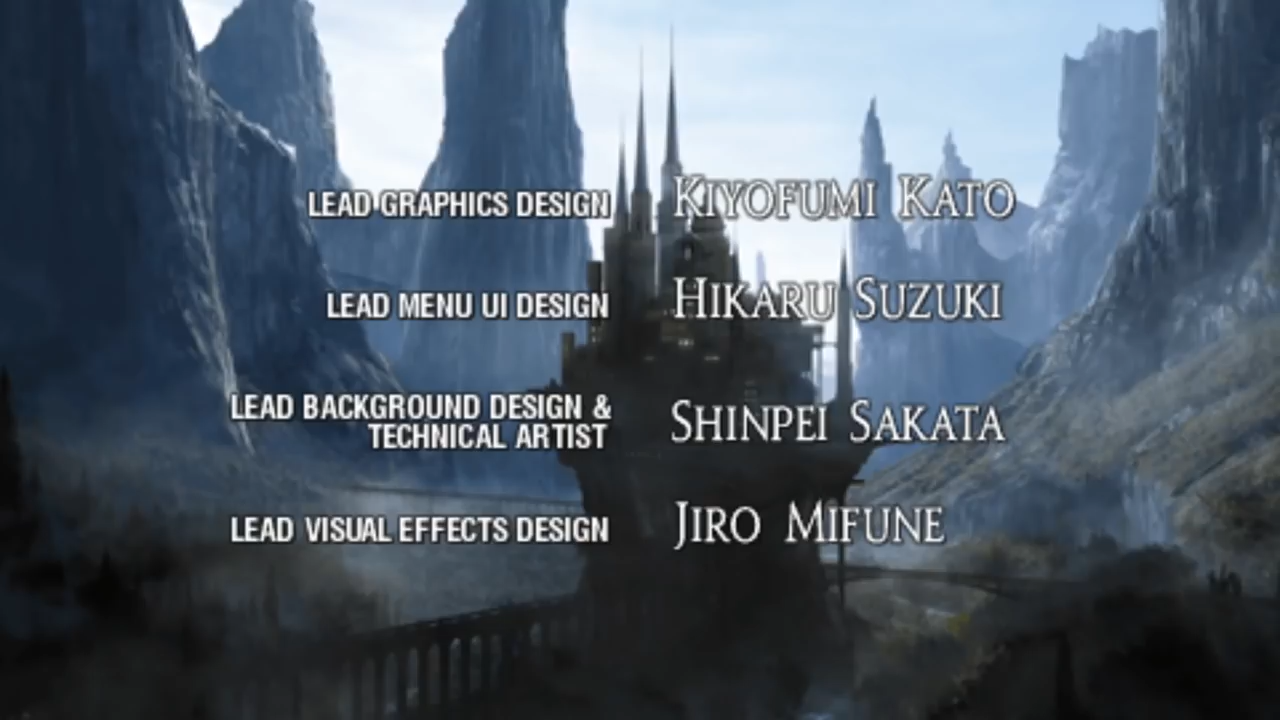 LEAD GRAPHICS DESIGN KIYOFUMI KATO
LEAD MENU UI DESIGN HIKARU SUZUKI
LEAD BACKGROUND DESIGN &
TECHNICAL ARTIST SHINPEI SAKATA
LEAD VISUAL EFFECTS DESIGN JIRO MIFUNE